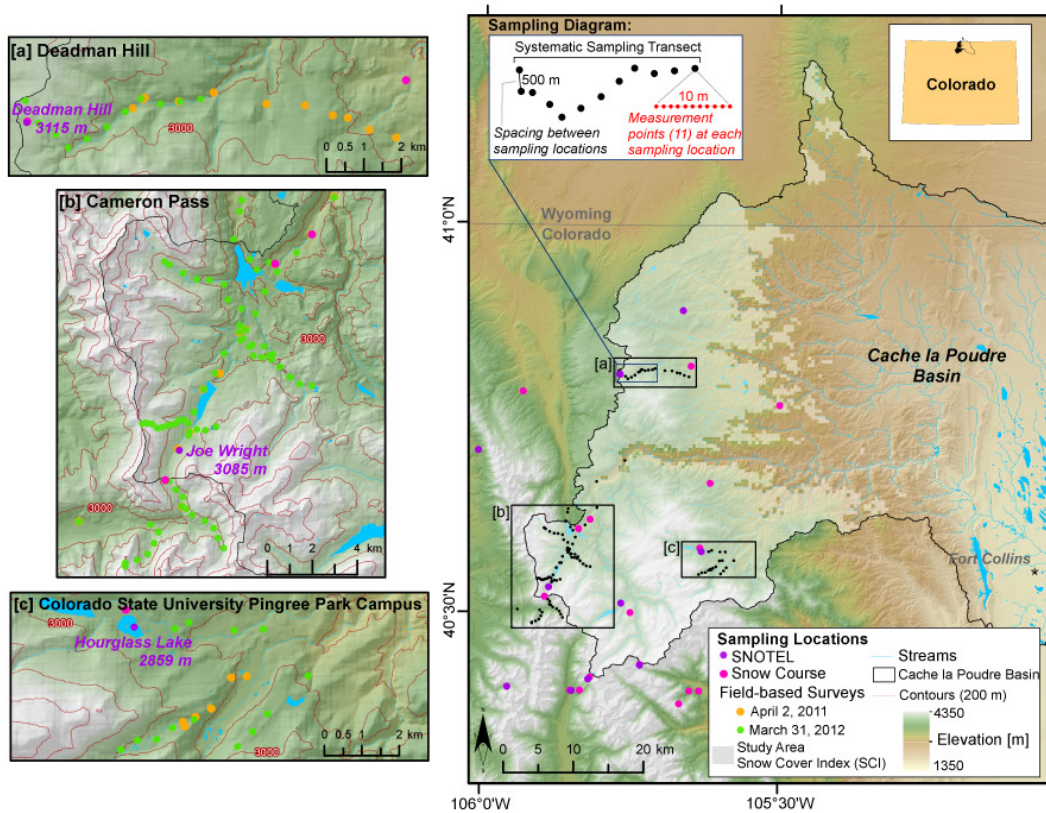 [a] Deadman Hill
Deadman Hill
3115 m
3000
0 0.5 1 2
km
[b] Cameron Pass
3000
Joe Wright
3085 m
3000
0 1 2 4
km
[c] Colorado State University Pingree Park Campus
3000
Hourglass Lake
2859 m
3000
0 0.5 1 2
km
Sampling Diagram:
Systematic Sampling Transect
500 m
10 m
Spacing between
sampling locations
Measurement
points (11) at each
sampling location
Colorado
41°0'N
Wyoming
Colorado
[a]
Cache la Poudre
Basin
[b]
[c]
Fort Collins
40°30'N
N
0 5 10 20 km
Sampling Locations
SNOTEL
Snow Course
Field-based Surveys
April 2, 2011
March 31, 2012
Study Area
Snow Cover Index (SCI)
Streams
Cache la Poudre Basin
Contours (200 m)
4350
Elevation [m]
1350
106°0'W
105°30'W